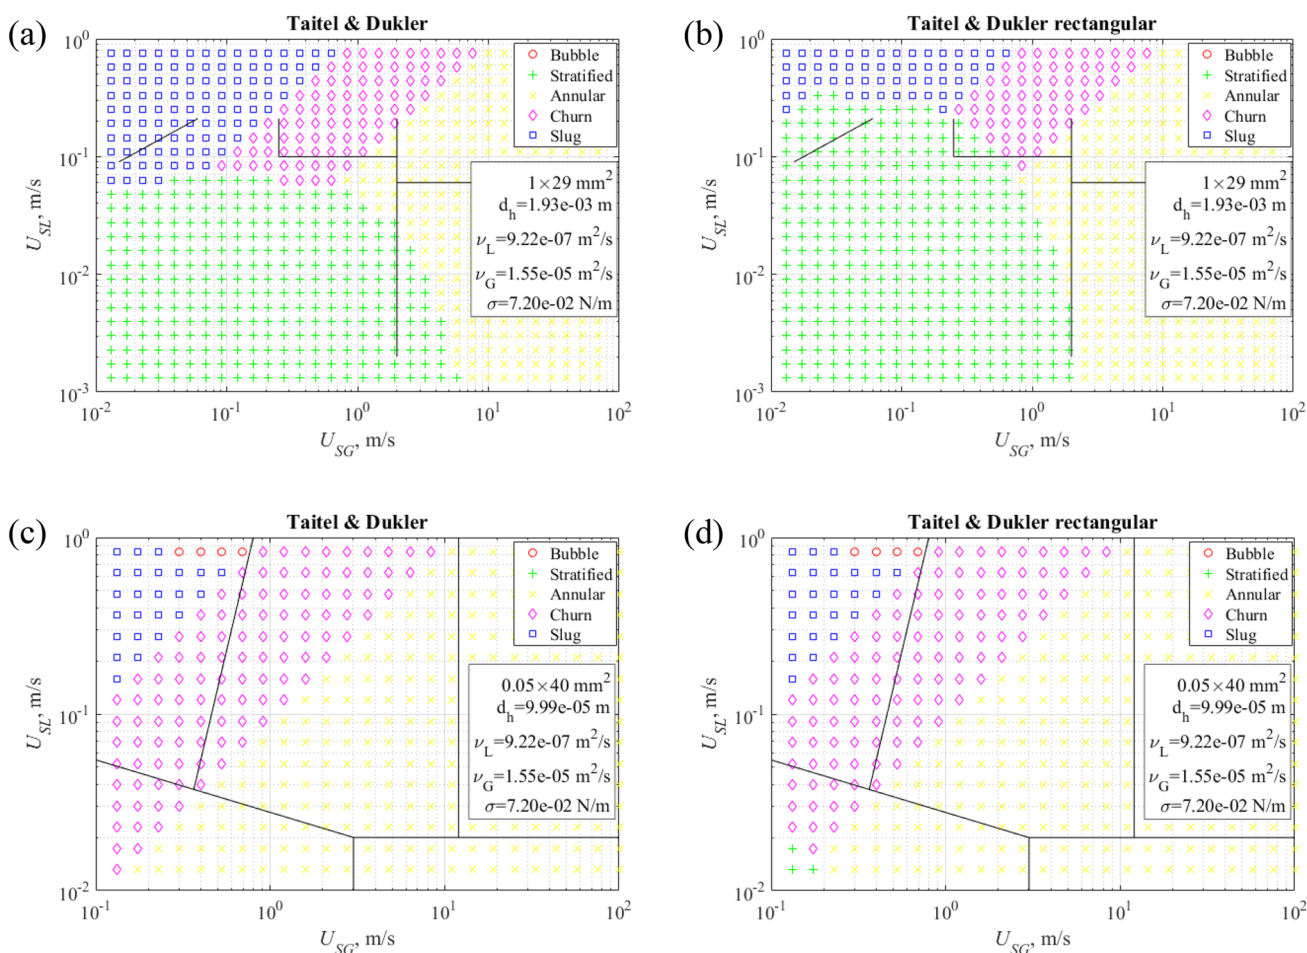 (a)
Taitel & Dukler
10^0
10^-1
10^-2
10^-3
U_SL, m/s
10^-2
10^-1
10^0
10^1
10^2
U_SG, m/s
Bubble
Stratified
Annular
Churn
Slug
1×29 mm^2
d_h=1.93e-03 m
ν_L=9.22e-07 m^2/s
ν_G=1.55e-05 m^2/s
σ=7.20e-02 N/m
(b)
Taitel & Dukler rectangular
10^0
10^-1
10^-2
10^-3
U_SL, m/s
10^-2
10^-1
10^0
10^1
10^2
U_SG, m/s
Bubble
Stratified
Annular
Churn
Slug
1×29 mm^2
d_h=1.93e-03 m
ν_L=9.22e-07 m^2/s
ν_G=1.55e-05 m^2/s
σ=7.20e-02 N/m
(c)
Taitel & Dukler
10^0
10^-1
10^-2
U_SL, m/s
10^-1
10^0
10^1
10^2
U_SG, m/s
Bubble
Stratified
Annular
Churn
Slug
0.05×40 mm^2
d_h=9.99e-05 m
ν_L=9.22e-07 m^2/s
ν_G=1.55e-05 m^2/s
σ=7.20e-02 N/m
(d)
Taitel & Dukler rectangular
10^0
10^-1
10^-2
U_SL, m/s
10^-1
10^0
10^1
10^2
U_SG, m/s
Bubble
Stratified
Annular
Churn
Slug
0.05×40 mm^2
d_h=9.99e-05 m
ν_L=9.22e-07 m^2/s
ν_G=1.55e-05 m^2/s
σ=7.20e-02 N/m